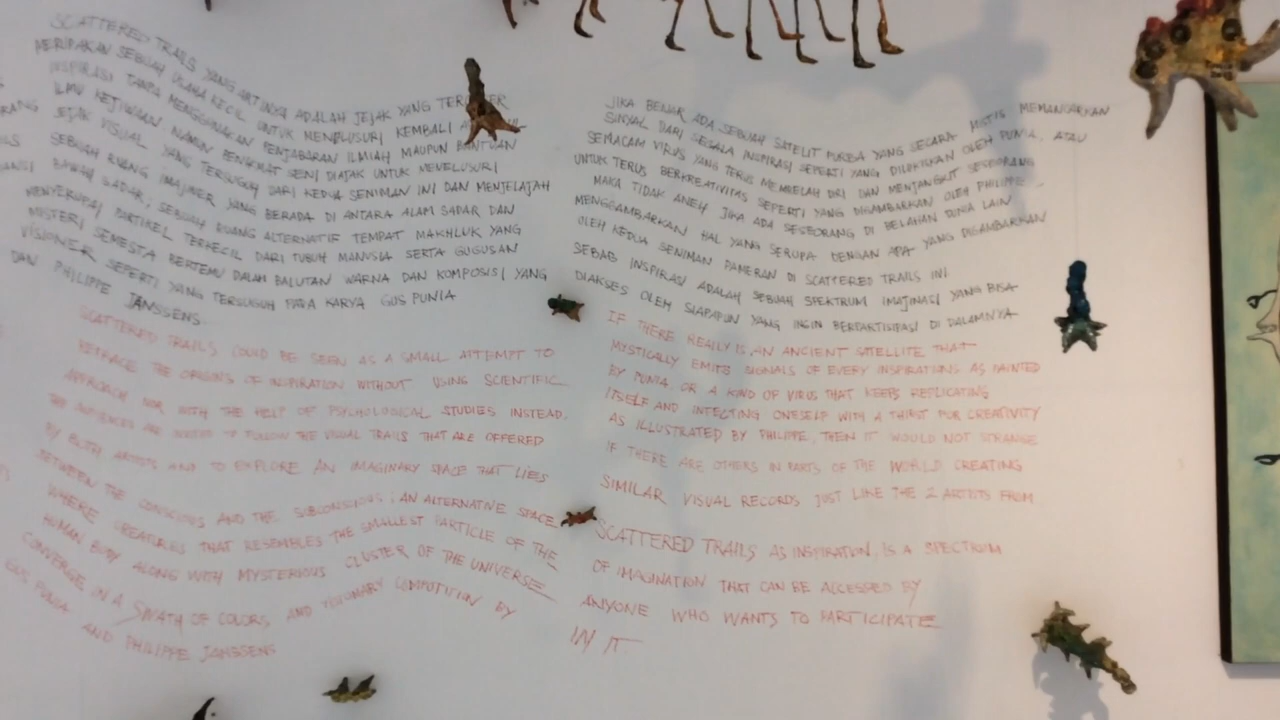 SCATTERED TRAILS YANG ARTINYA ADALAH JEJAK YANG
MERUPAKAN SEBUAH USAHA KECIL UNTUK MENELUSURI KEMBALI
INSPIRASI TANPA MENGGUNAKAN PENJABARAN ILMIAH MAUPUN BANTUAN
ILMU KEJIWAAN. NAMUN PENIKMAT SENI DIAJAK UNTUK MENELUSURI
JEJAK VISUAL YANG TERSUGUH DARI KEDUA SENIMAN INI DAN MENJELAJAH
SEBUAH RUANG IMAJINER YANG BERADA DI ANTARA ALAM SADAR DAN
BAWAH SADAR; SEBUAH RUANG ALTERNATIF TEMPAT MAKHLUK YANG
MENYERUPAI PARTIKEL TERKECIL DARI TUBUH MANUSIA SERTA GUGUSAN
MISTERI SEMESTA BERTEMU DALAM BALUTAN WARNA DAN KOMPOSISI YANG
VISIONER SEPERTI YANG TERSUGUH PADA KARYA GUS PUNIA
DAN PHILIPPE JANSSENS
SCATTERED TRAILS COULD BE SEEN AS A SMALL ATTEMPT TO
RETRACE THE ORIGINS OF INSPIRATION WITHOUT USING SCIENTIFIC
APPROACH NOR WITH THE HELP OF PSYCHOLOGICAL STUDIES INSTEAD.
THE AUDIENCES ARE INVITED TO FOLLOW THE VISUAL TRAILS THAT ARE OFFERED
BY BOTH ARTISTS AND TO EXPLORE AN IMAGINARY SPACE THAT LIES
BETWEEN THE CONSCIOUS AND THE SUBCONSCIOUS; AN ALTERNATIVE SPACE
WHERE CREATURES THAT RESEMBLES THE SMALLEST PARTICLE OF THE
HUMAN BODY ALONG WITH MYSTERIOUS CLUSTER OF THE UNIVERSE
CONVERGE IN A SWATH OF COLORS AND VISIONARY COMPOTITION BY
GUS PUNIA
AND PHILIPPE JANSSENS
JIKA BENAR ADA SEBUAH SATELIT PURBA YANG SECARA MISTIS MEMANCARKAN
SINYAL DARI SEGALA INSPIRASI SEPERTI YANG DILUKISKAN OLEH PUNIA. ATAU
SEMACAM VIRUS YANG TERUS MEMBELAH DIRI DAN MENJANGKIT SESEORANG
UNTUK TERUS BERKREATIVITAS SEPERTI YANG DIGAMBARKAN OLEH PHILIPPE
MAKA TIDAK ANEH JIKA ADA SESEORANG DI BELAHAN DUNIA LAIN
MENGGAMBARKAN HAL YANG SERUPA DENGAN APA YANG DIGAMBARKAN
OLEH KEDUA SENIMAN PAMERAN DI SCATTERED TRAILS INI
SEBAB INSPIRASI ADALAH SEBUAH SPEKTRUM IMAJINASI YANG BISA
DIAKSES OLEH SIAPAPUN YANG INGIN BERPARTISIPASI DI DALAMNYA
IF THERE REALLY IS AN ANCIENT SATELLITE THAT
MYSTICALLY EMITS SIGNALS OF EVERY INSPIRATIONS AS PAINTED
BY PUNIA OR A KIND OF VIRUS THAT KEEPS REPLICATING
ITSELF AND INFECTING ONESELF WITH A THIRST FOR CREATIVITY
AS ILLUSTRATED BY PHILIPPE, THEN IT WOULD NOT STRANGE
IF THERE ARE OTHERS IN PARTS OF THE WORLD CREATING
SIMILAR VISUAL RECORDS JUST LIKE THE 2 ARTISTS FROM
SCATTERED TRAILS AS INSPIRATION IS A SPECTRUM
OF IMAGINATION THAT CAN BE ACCESSED BY
ANYONE WHO WANTS TO PARTICIPATE
IN IT